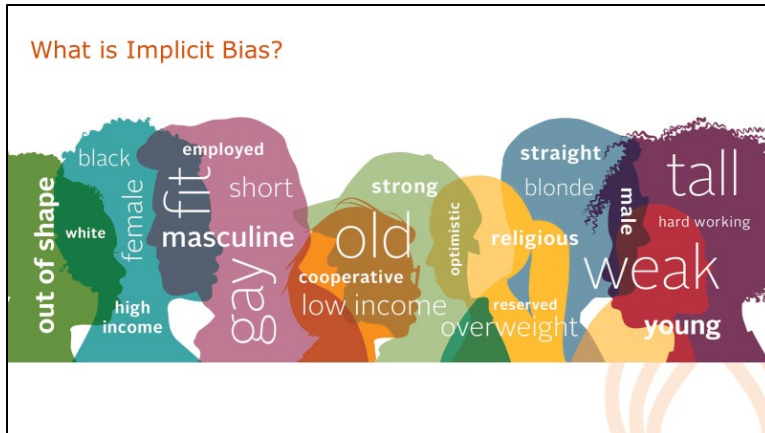 What is Implicit Bias?
out of shape
white
black
female
high
income
fit
employed
short
masculine
gay
strong
old
cooperative
low income
optimistic
religious
reserved
overweight
straight
blonde
male
weak
tall
hard working
young